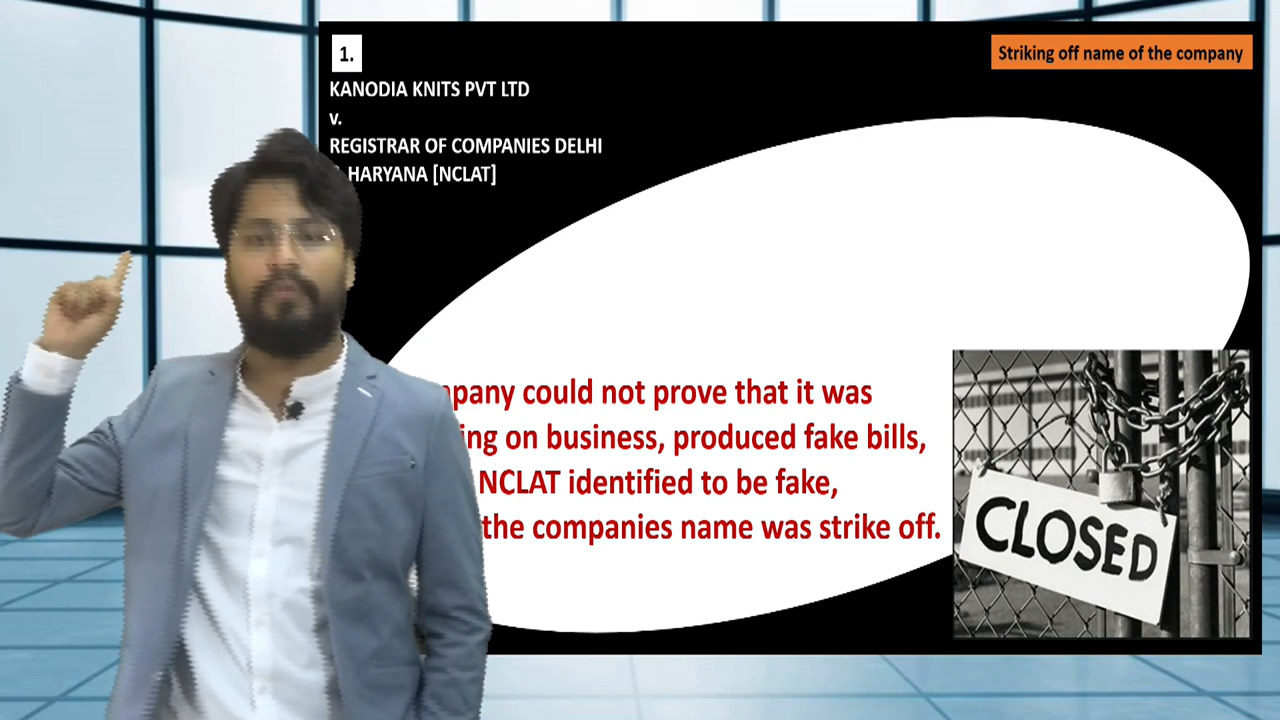 1.
Striking off name of the company
KANODIA KNITS PVT LTD
v.
REGISTRAR OF COMPANIES DELHI
HARYANA [NCLAT]
could not prove that it was
on business, produced fake bills,
NCLAT identified to be fake,
the companies name was strike off.
CLOSED